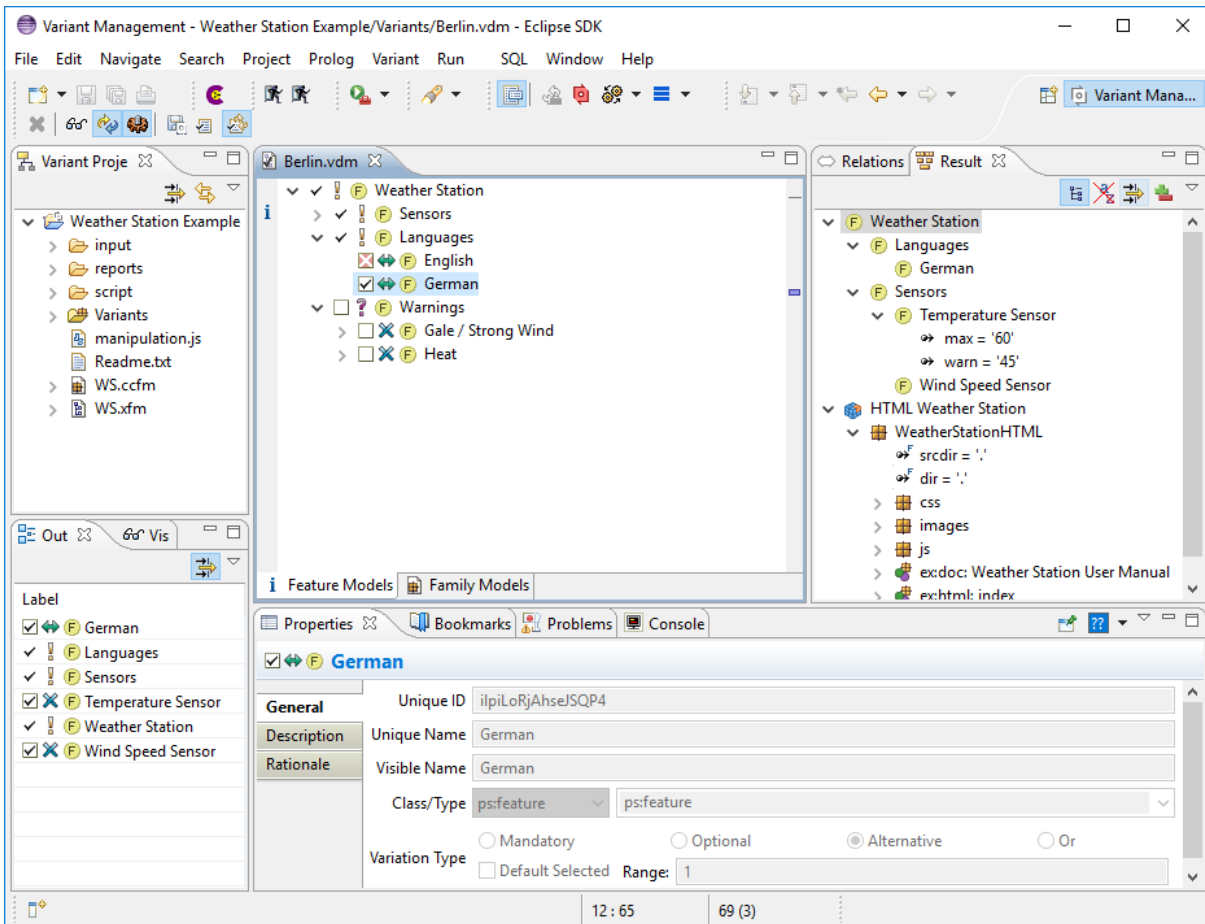 Variant Management - Weather Station Example/Variants/Berlin.vdm - Eclipse SDK
File Edit Navigate Search Project Prolog Variant Run SQL Window Help
Variant Mana...
Variant Proje
Weather Station Example
input
reports
script
Variants
manipulation.js
Readme.txt
WS.ccfm
WS.xfm
Berlin.vdm
Weather Station
Sensors
Languages
English
German
Warnings
Gale / Strong Wind
Heat
Feature Models Family Models
Relations Result
Weather Station
Languages
German
Sensors
Temperature Sensor
max = '60'
warn = '45'
Wind Speed Sensor
HTML Weather Station
WeatherStationHTML
srcdir = '.'
dir = '.'
css
images
js
ex:doc: Weather Station User Manual
ex:html: index
Out Vis
Label
German
Languages
Sensors
Temperature Sensor
Weather Station
Wind Speed Sensor
Properties Bookmarks Problems Console
German
General
Description
Rationale
Unique ID ilpiLoRjAhseJSQP4
Unique Name German
Visible Name German
Class/Type ps:feature ps:feature
Variation Type
Mandatory Optional Alternative Or
Default Selected Range: 1
12 : 65 69 (3)